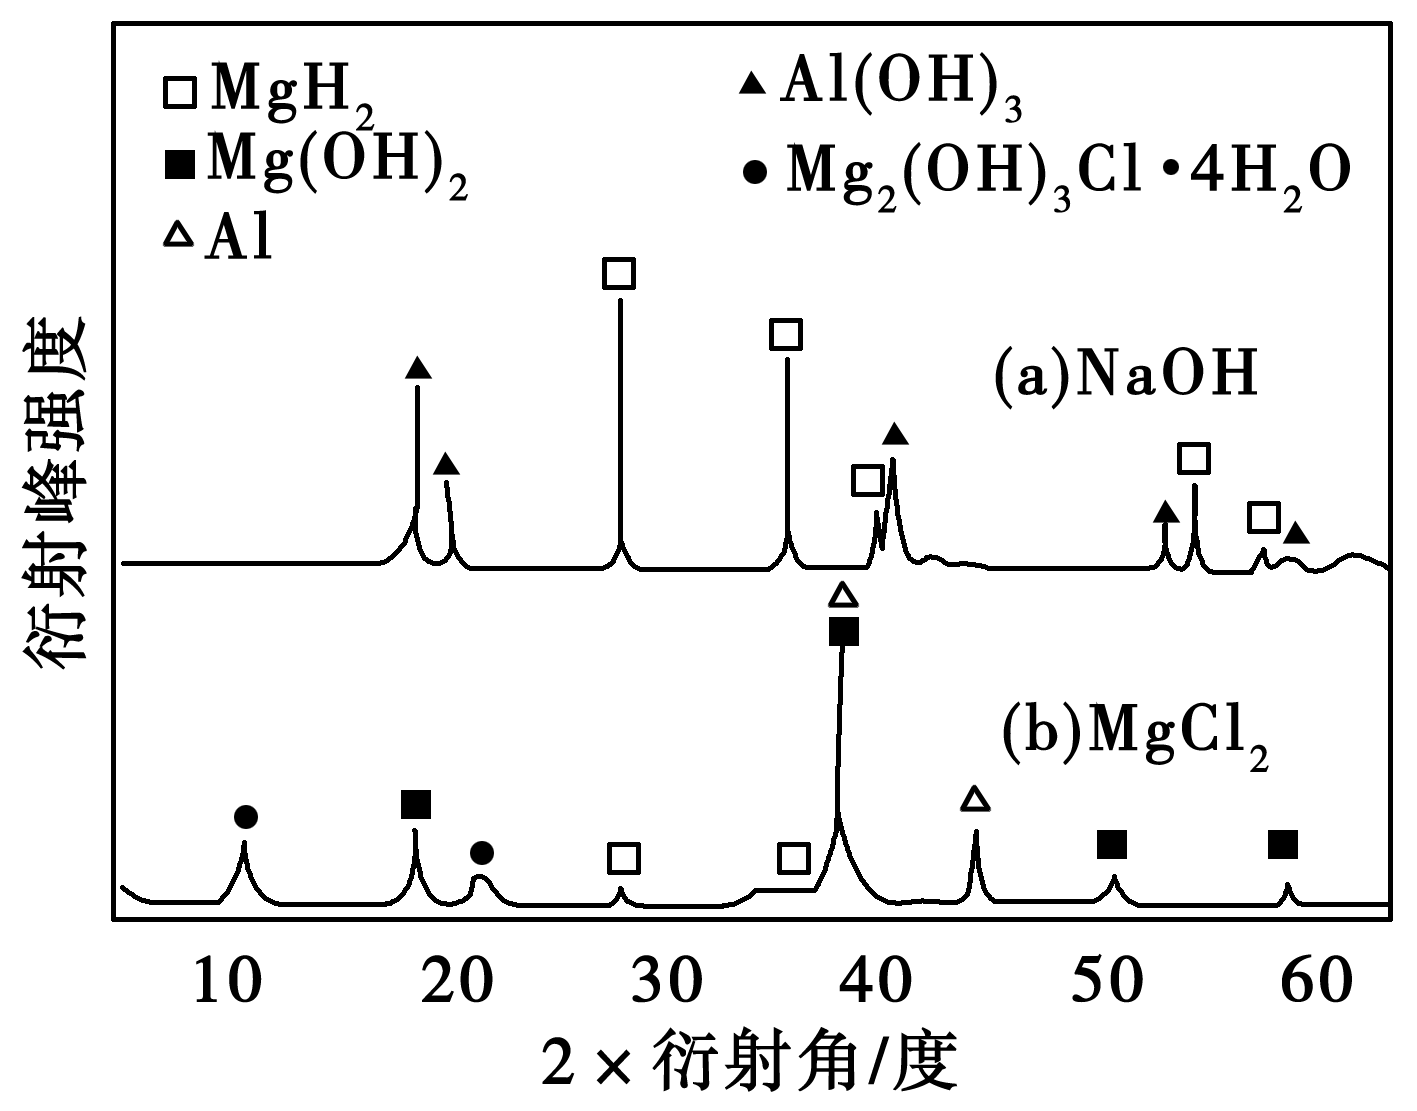 □MgH₂
■Mg(OH)₂
△Al
▲Al(OH)₃
●Mg₂(OH)₃Cl·4H₂O
衍射峰强度
(a)NaOH
(b)MgCl₂
10 20 30 40 50 60
2×衍射角/度